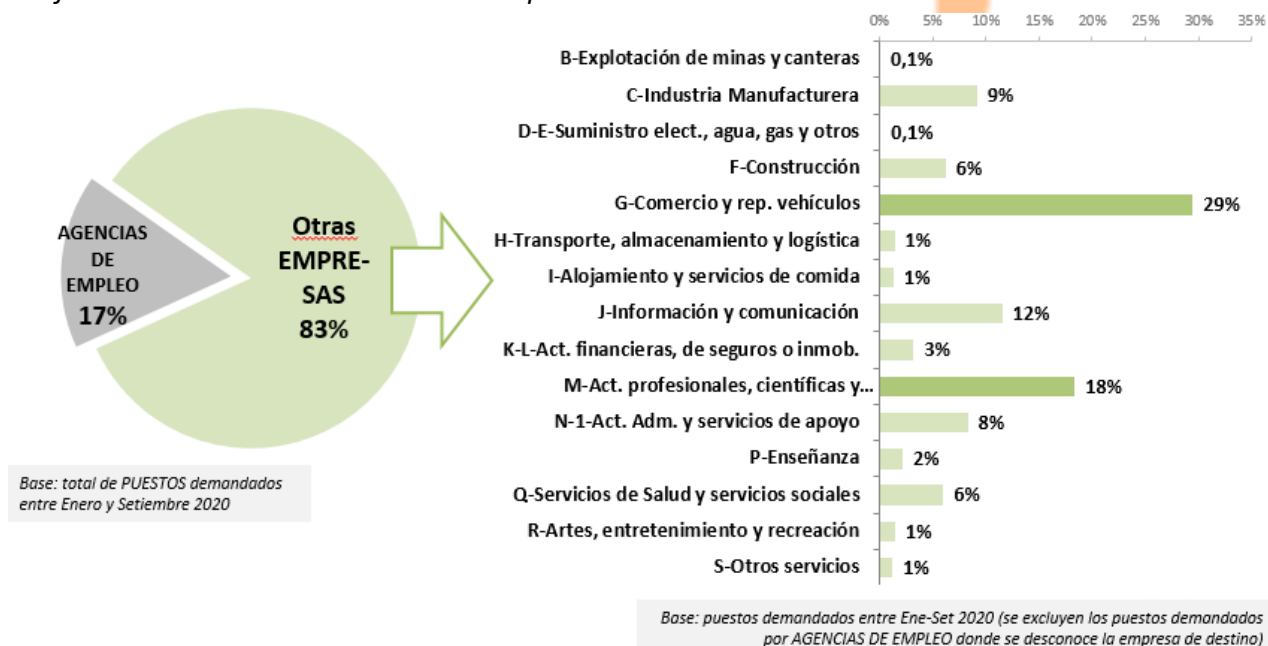 AGENCIAS
DE
EMPLEO
17%
Otras
EMPRE-
SAS
83%
Base: total de PUESTOS demandados
entre Enero y Setiembre 2020
0% 5% 10% 15% 20% 25% 30% 35%
B-Explotación de minas y canteras 0,1%
C-Industria Manufacturera 9%
D-E-Suministro elect., agua, gas y otros 0,1%
F-Construcción 6%
G-Comercio y rep. vehículos 29%
H-Transporte, almacenamiento y logística 1%
I-Alojamiento y servicios de comida 1%
J-Información y comunicación 12%
K-L-Act. financieras, de seguros o inmob. 3%
M-Act. profesionales, científicas y... 18%
N-1-Act. Adm. y servicios de apoyo 8%
P-Enseñanza 2%
Q-Servicios de Salud y servicios sociales 6%
R-Artes, entretenimiento y recreación 1%
S-Otros servicios 1%
Base: puestos demandados entre Ene-Set 2020 (se excluyen los puestos demandados
por AGENCIAS DE EMPLEO donde se desconoce la empresa de destino)